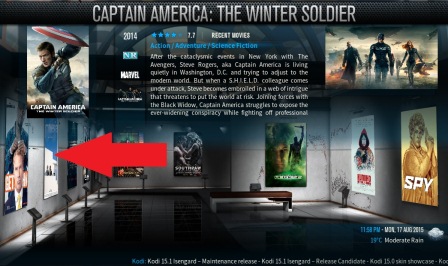 CAPTAIN AMERICA: THE WINTER SOLDIER
2014
7.7
RECENT MOVIES
Action / Adventure / Science Fiction
NR
MARVEL
After the cataclysmic events in New York with The
Avengers, Steve Rogers, aka Captain America is living
quietly in Washington, D.C. and trying to adjust to the
modern world. But when a S.H.I.E.L.D. colleague comes
under attack, Steve becomes embroiled in a web of intrigue
that threatens to put the world at risk. Joining forces with
the Black Widow, Captain America struggles to expose the
ever-widening conspiracy while fighting off professional
CAPTAIN AMERICA
THE WINTER SOLDIER
SOUTHPAW
SPY
11:58 PM • MON, 17 AUG 2015
19°C Moderate Rain
Kodi: Kodi 15.1 Isengard – Maintenance release - Kodi 15.1 Isengard – Release Candidate - Kodi 15.0 skin showcase - Ko